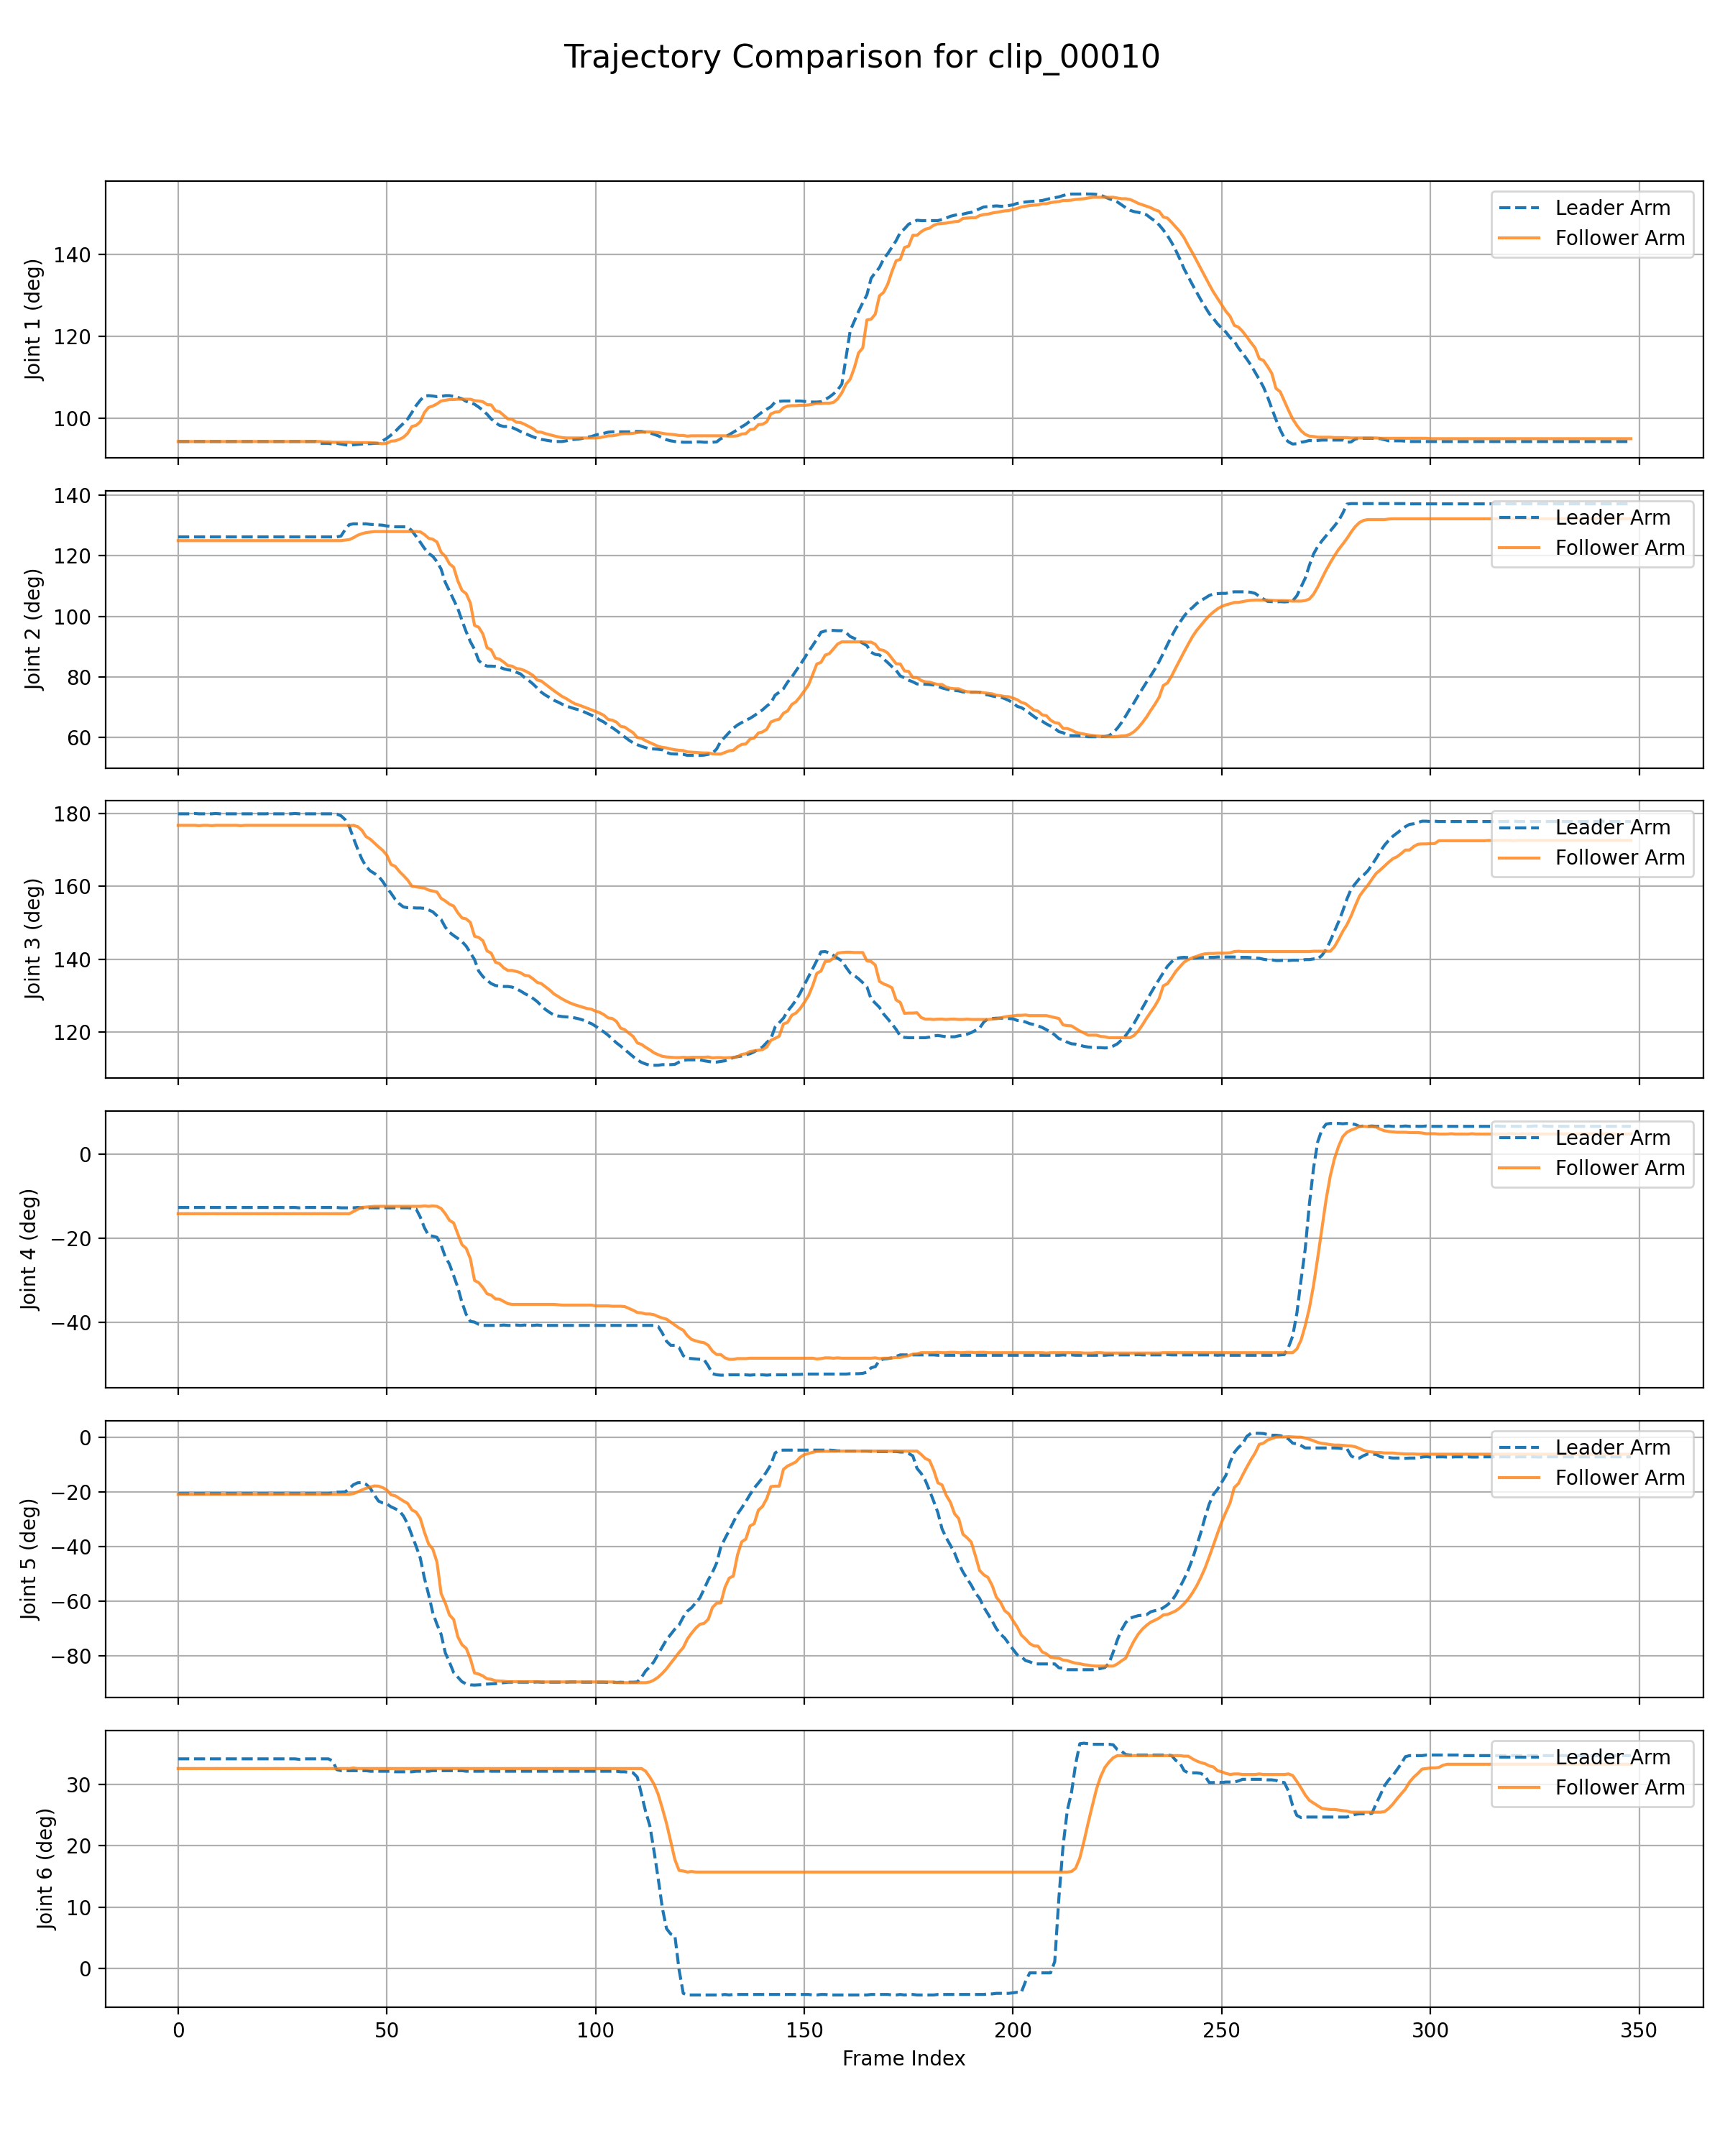 Trajectory Comparison for clip_00010
Joint 1 (deg)
140
120
100
Leader Arm
Follower Arm
Joint 2 (deg)
140
120
100
80
60
Leader Arm
Follower Arm
Joint 3 (deg)
180
160
140
120
Leader Arm
Follower Arm
Joint 4 (deg)
0
−20
−40
Leader Arm
Follower Arm
Joint 5 (deg)
0
−20
−40
−60
−80
Leader Arm
Follower Arm
Joint 6 (deg)
30
20
10
0
Leader Arm
Follower Arm
0 50 100 150 200 250 300 350
Frame Index